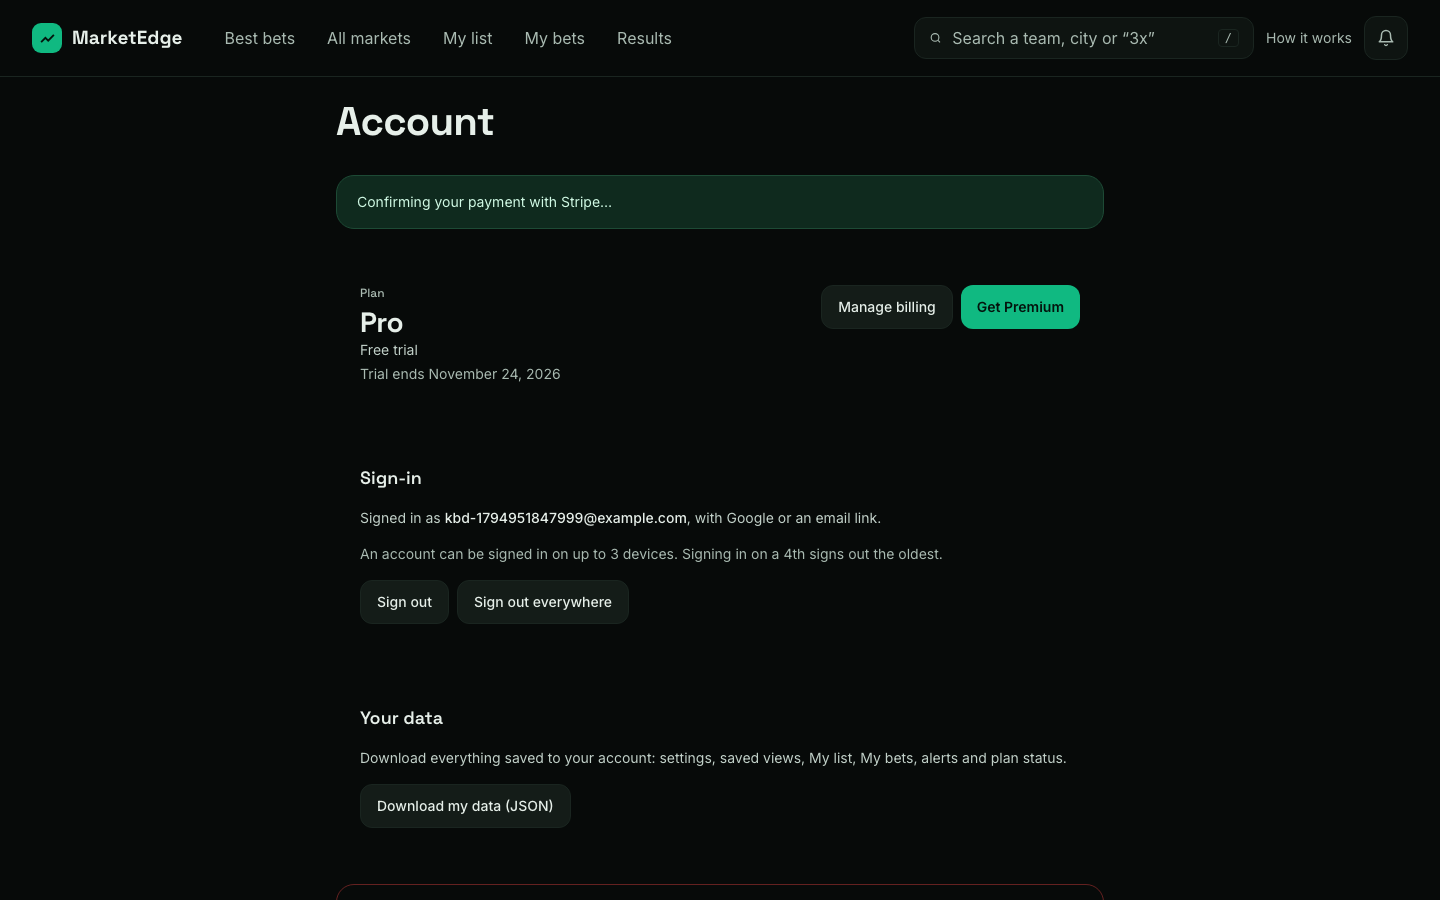 MarketEdge
Best bets
All markets
My list
My bets
Results
Search a team, city or “3x”
/
How it works
Account
Confirming your payment with Stripe...
Plan
Pro
Free trial
Trial ends November 24, 2026
Manage billing
Get Premium
Sign-in
Signed in as kbd-1794951847999@example.com, with Google or an email link.
An account can be signed in on up to 3 devices. Signing in on a 4th signs out the oldest.
Sign out
Sign out everywhere
Your data
Download everything saved to your account: settings, saved views, My list, My bets, alerts and plan status.
Download my data (JSON)